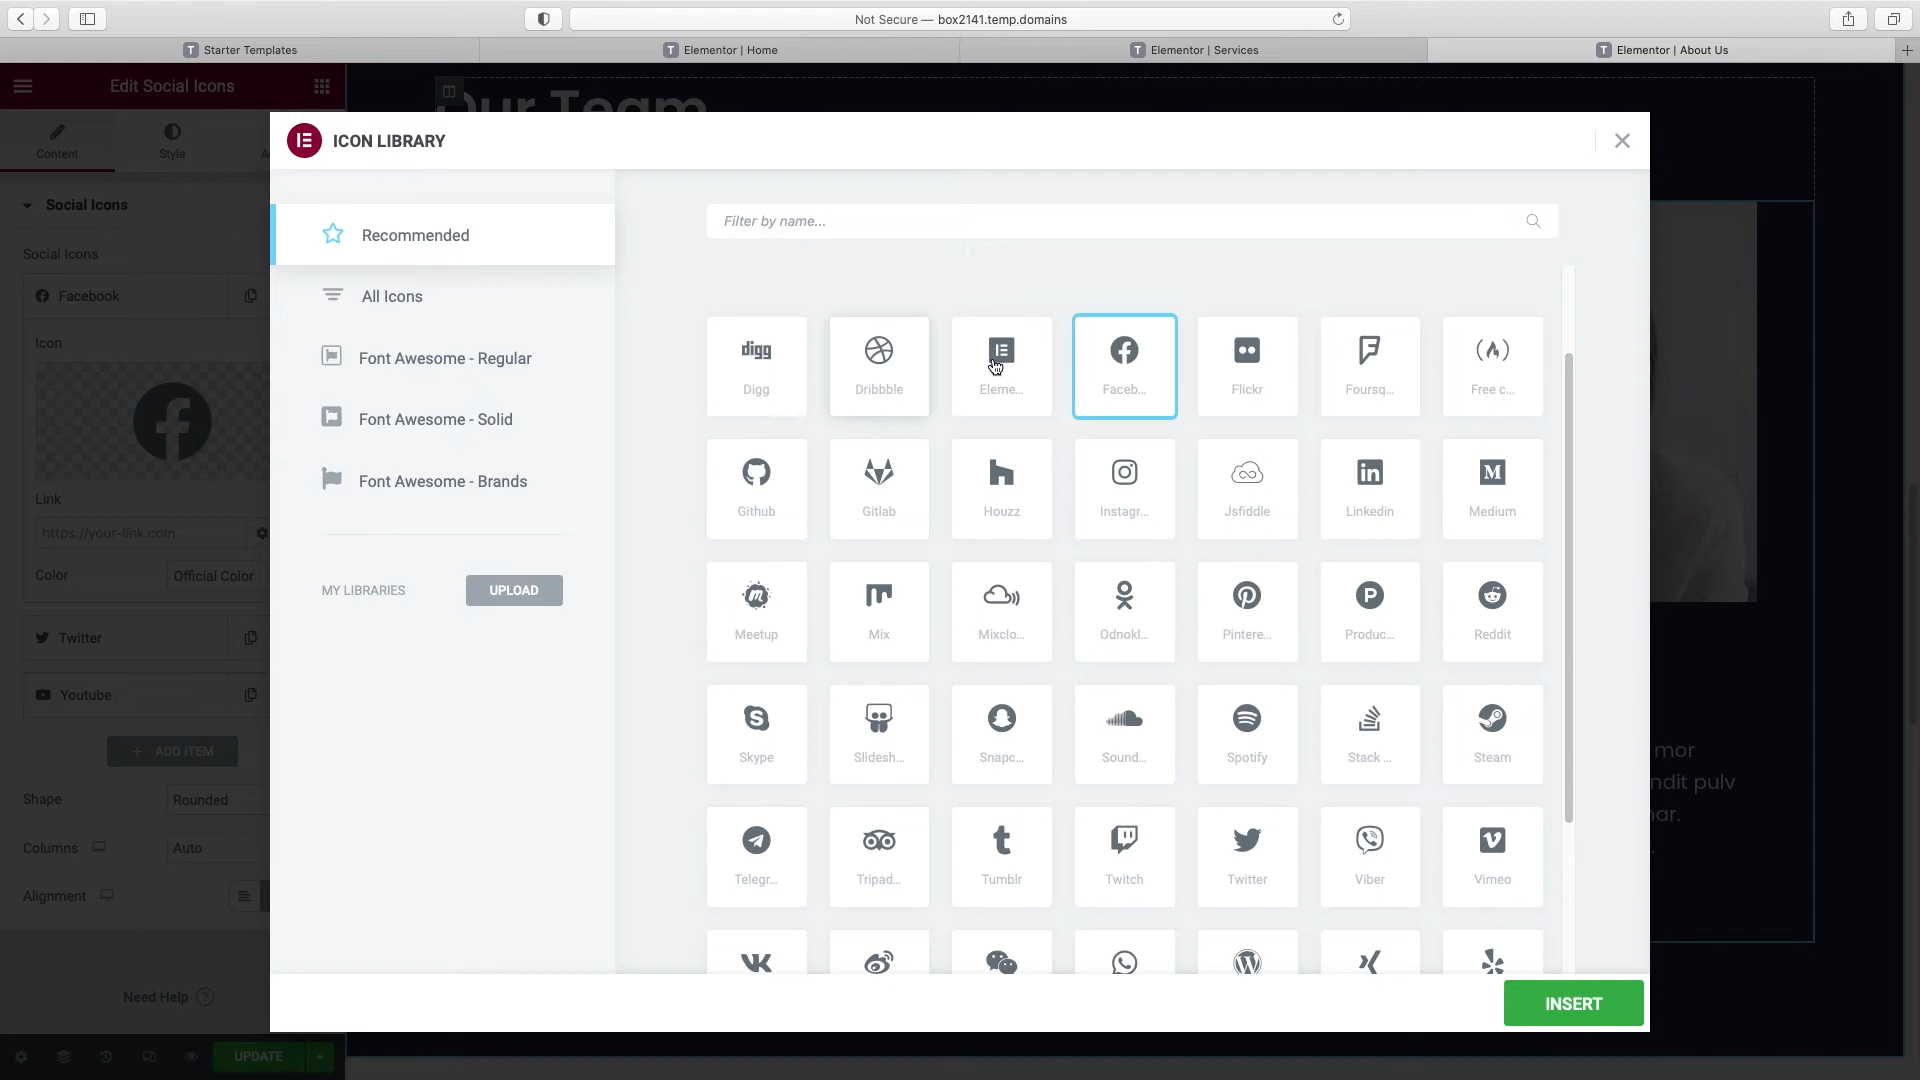 Not Secure — box2141.temp.domains
Starter Templates
Elementor | Home
Elementor | Services
Elementor | About Us
Edit Social Icons
Our Team
Content
Style
ICON LIBRARY
Social Icons
Social Icons
Facebook
Icon
Link
https://your-link.com
Color
Official Color
Twitter
Youtube
ADD ITEM
Shape
Rounded
Columns
Auto
Alignment
Need Help
UPDATE
Recommended
All Icons
Font Awesome - Regular
Font Awesome - Solid
Font Awesome - Brands
MY LIBRARIES
UPLOAD
Filter by name...
digg
Digg
Dribbble
Eleme...
Faceb...
Flickr
Foursq...
Free c...
Github
Gitlab
Houzz
Instagr...
Jsfiddle
in
Linkedin
M
Medium
Meetup
Mix
Mixclo...
Odnokl...
Pintere...
P
Produc...
Reddit
Skype
Slidesh...
Snapc...
Sound...
Spotify
Stack ...
Steam
Telegr...
Tripad...
Tumblr
Twitch
Twitter
Viber
Vimeo
mor
ndit pulv
nar.
INSERT